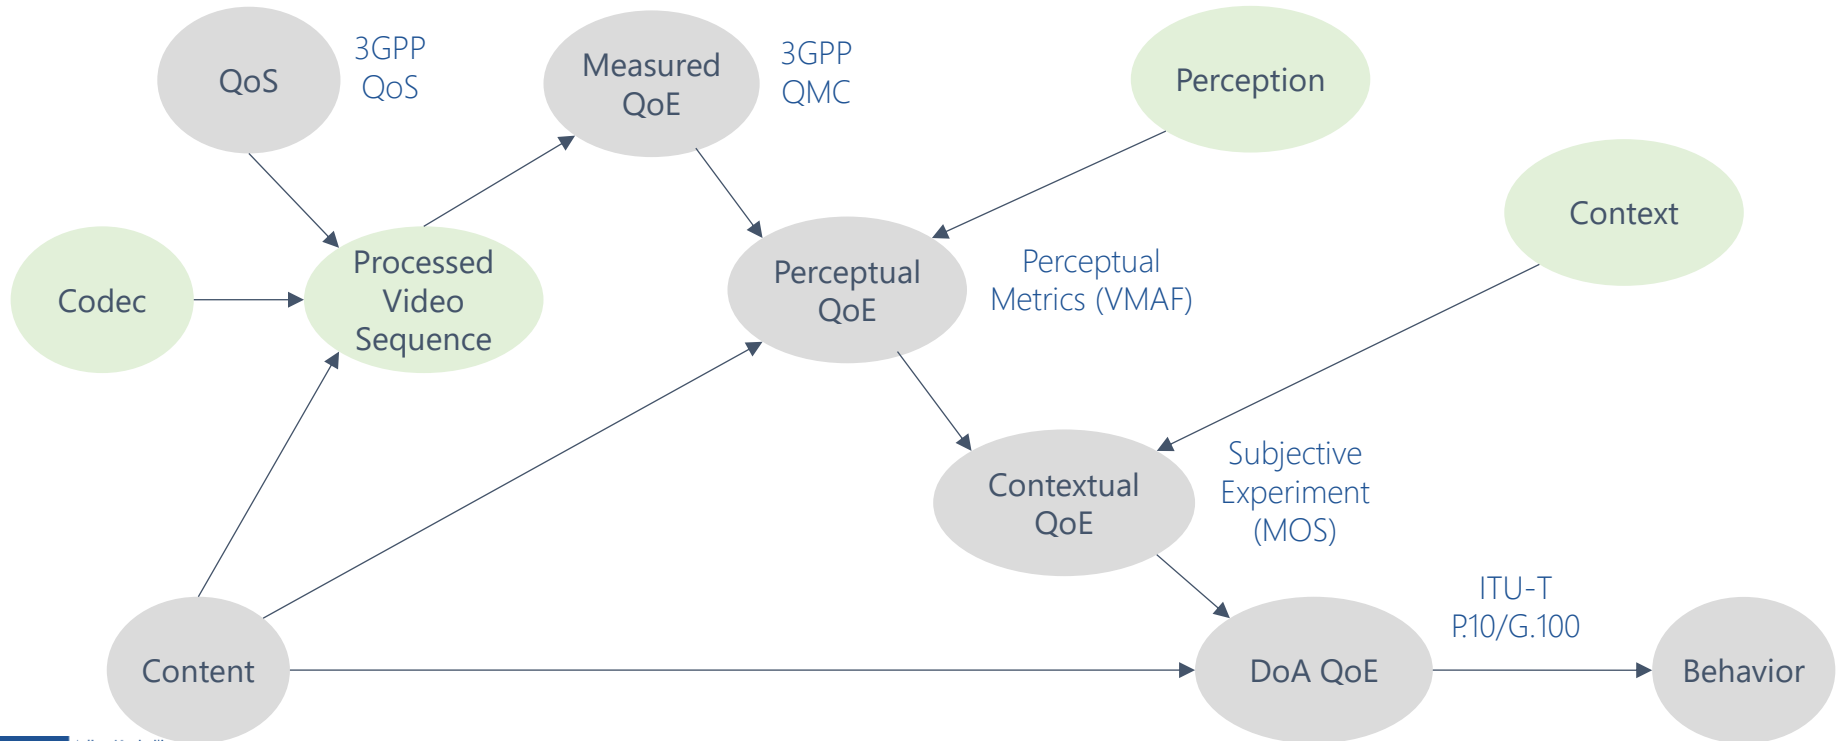 QoS
3GPP
QoS
Measured
QoE
3GPP
QMC
Perception
Context
Codec
Processed
Video
Sequence
Perceptual
QoE
Perceptual
Metrics (VMAF)
Contextual
QoE
Subjective
Experiment
(MOS)
ITU-T
P.10/G.100
Content
DoA QoE
Behavior